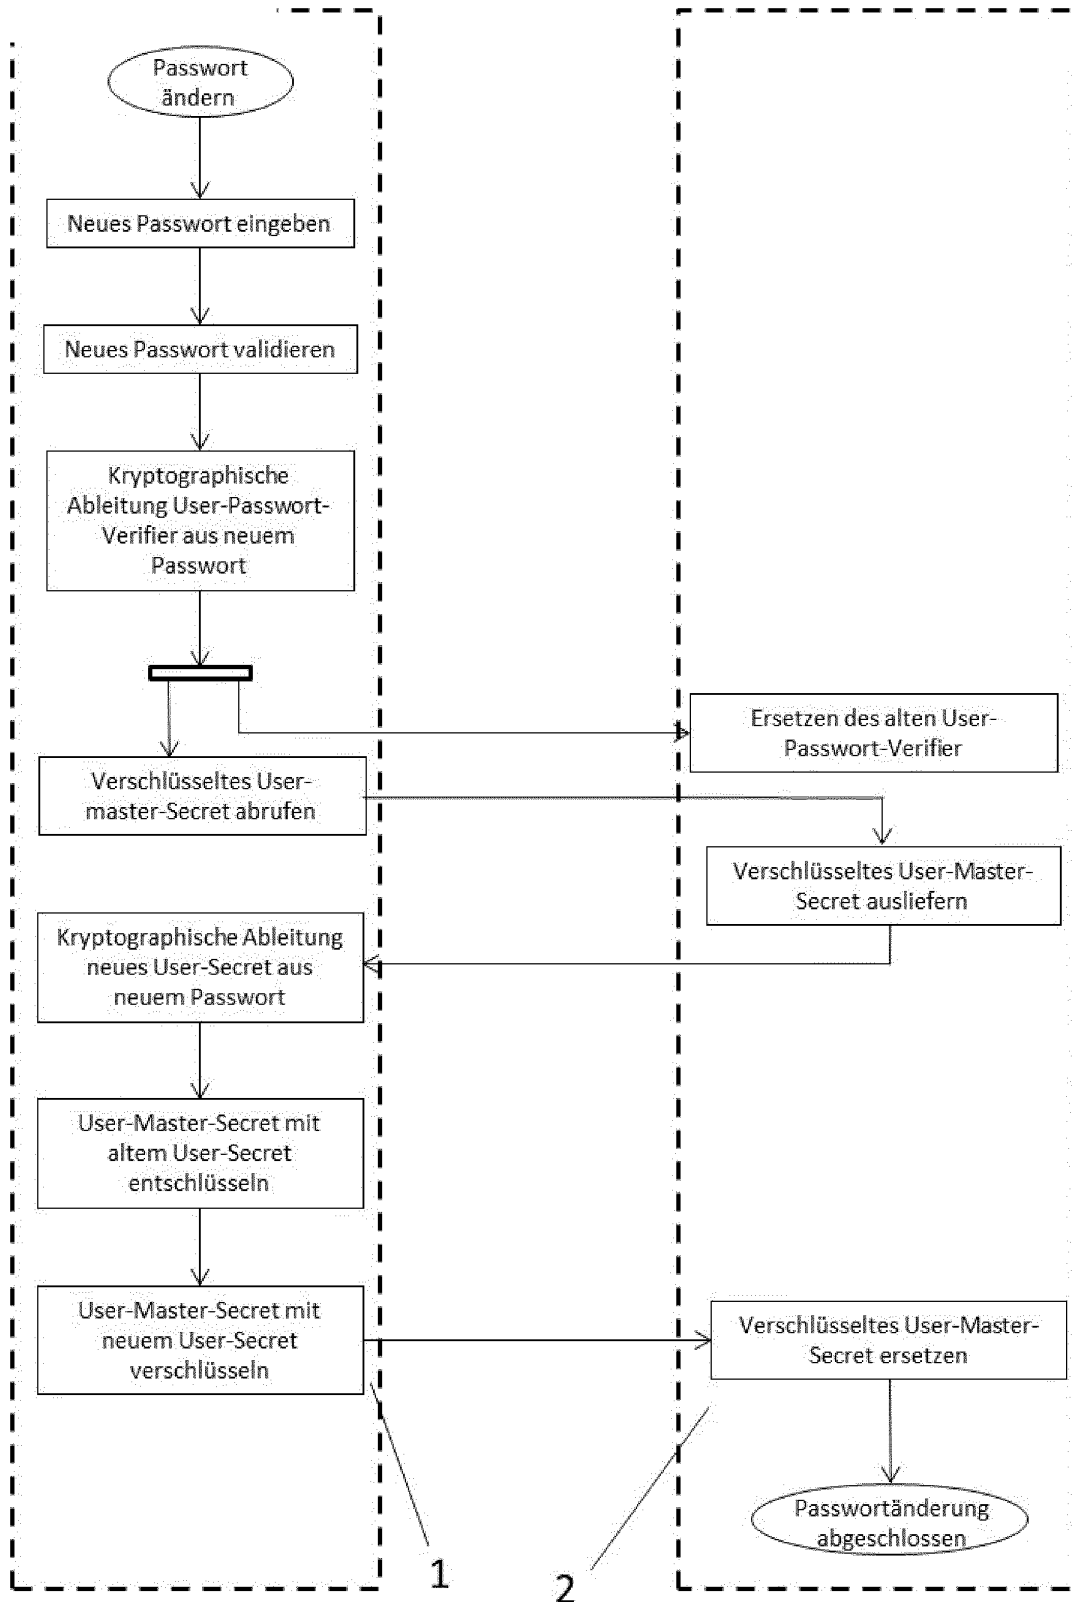 Passwort
ändern
Neues Passwort eingeben
Neues Passwort validieren
Kryptographische
Ableitung User-Passwort-
Verifier aus neuem
Passwort
Ersetzen des alten User-
Passwort-Verifier
Verschlüsseltes User-
master-Secret abrufen
Verschlüsseltes User-Master-
Secret ausliefern
Kryptographische Ableitung
neues User-Secret aus
neuem Passwort
User-Master-Secret mit
altem User-Secret
entschlüsseln
User-Master-Secret mit
neuem User-Secret
verschlüsseln
Verschlüsseltes User-Master-
Secret ersetzen
Passwortänderung
abgeschlossen
1
2